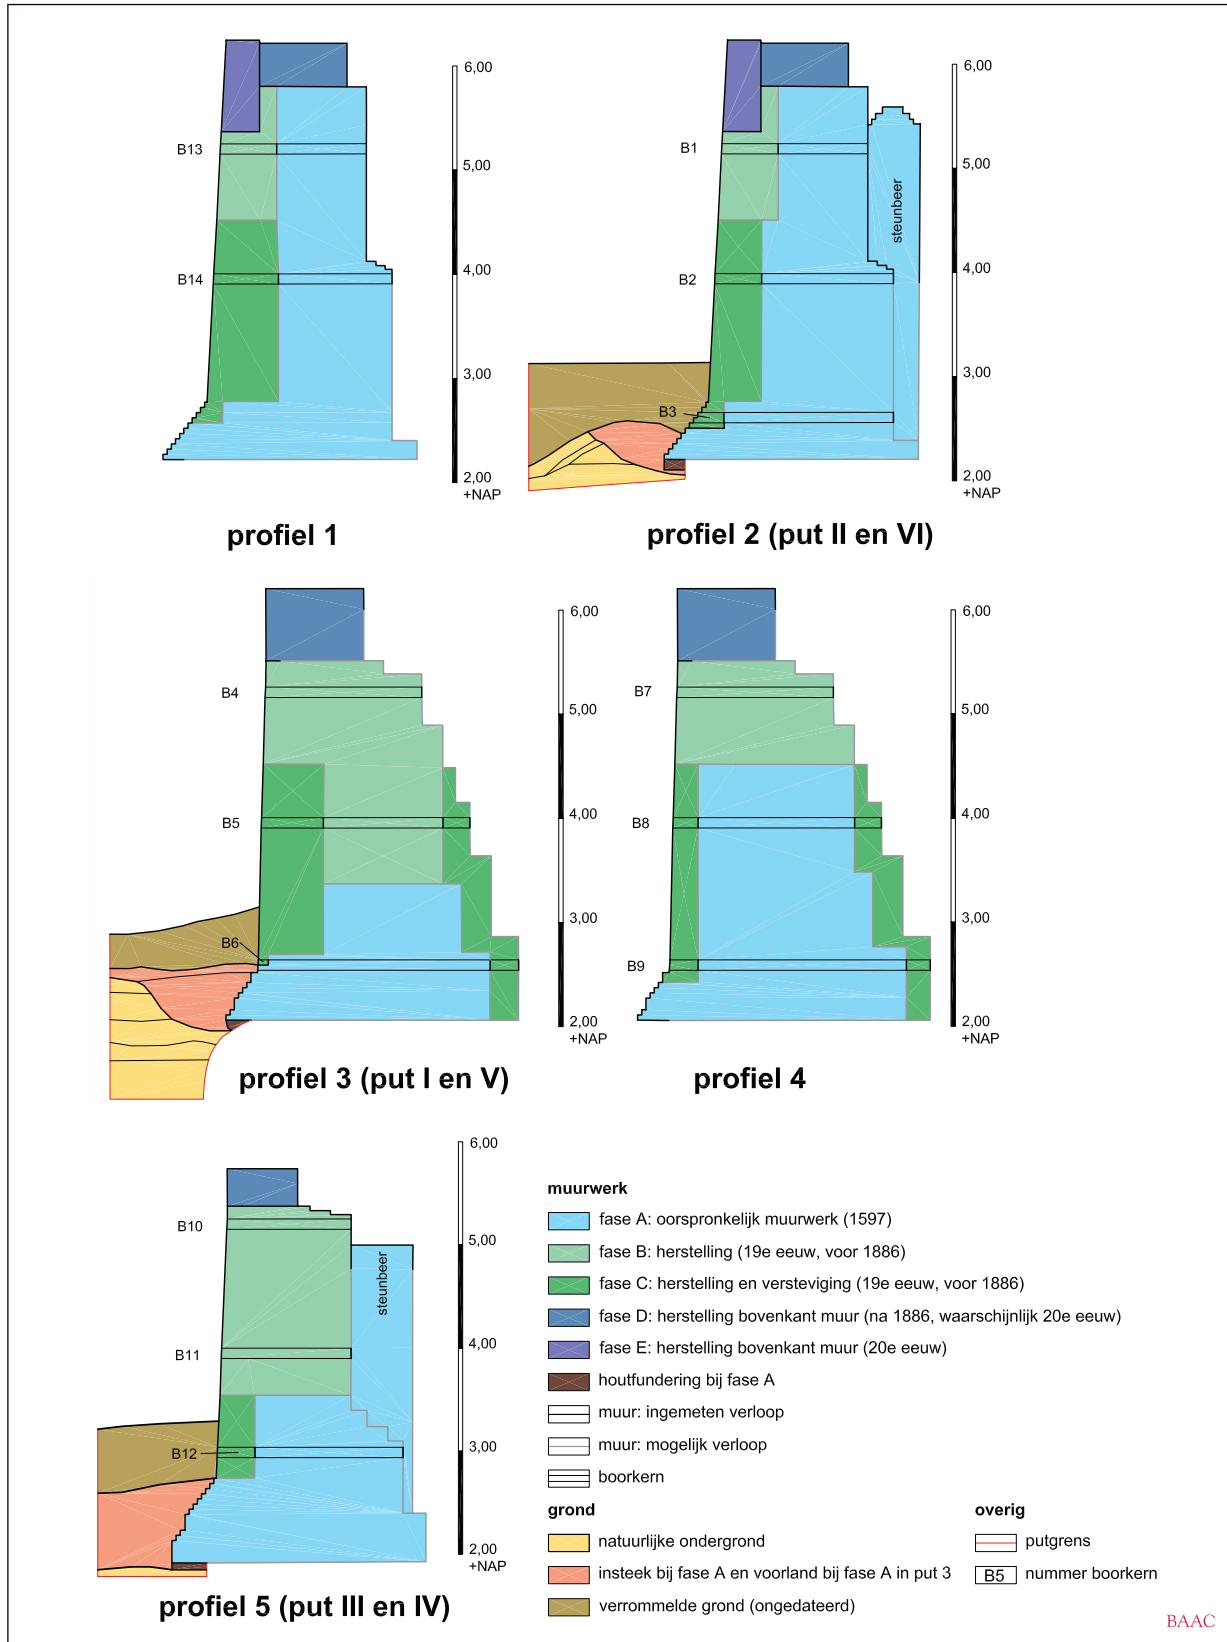 6,00
B13
5,00
B14
4,00
3,00
2,00
+NAP
profiel 1
6,00
B1
5,00
steunbeer
B2
4,00
3,00
B3
2,00
+NAP
profiel 2 (put II en VI)
6,00
B4
5,00
B5
4,00
3,00
B6
2,00
+NAP
profiel 3 (put I en V)
6,00
B7
5,00
B8
4,00
3,00
B9
2,00
+NAP
profiel 4
6,00
B10
5,00
steunbeer
B11
4,00
B12
3,00
2,00
+NAP
profiel 5 (put III en IV)
muurwerk
fase A: oorspronkelijk muurwerk (1597)
fase B: herstelling (19e eeuw, voor 1886)
fase C: herstelling en versteviging (19e eeuw, voor 1886)
fase D: herstelling bovenkant muur (na 1886, waarschijnlijk 20e eeuw)
fase E: herstelling bovenkant muur (20e eeuw)
houtfundering bij fase A
muur: ingemeten verloop
muur: mogelijk verloop
boorkern
grond
natuurlijke ondergrond
insteek bij fase A en voorland bij fase A in put 3
verrommelde grond (ongedateerd)
overig
putgrens
B5 nummer boorkern
BAAC